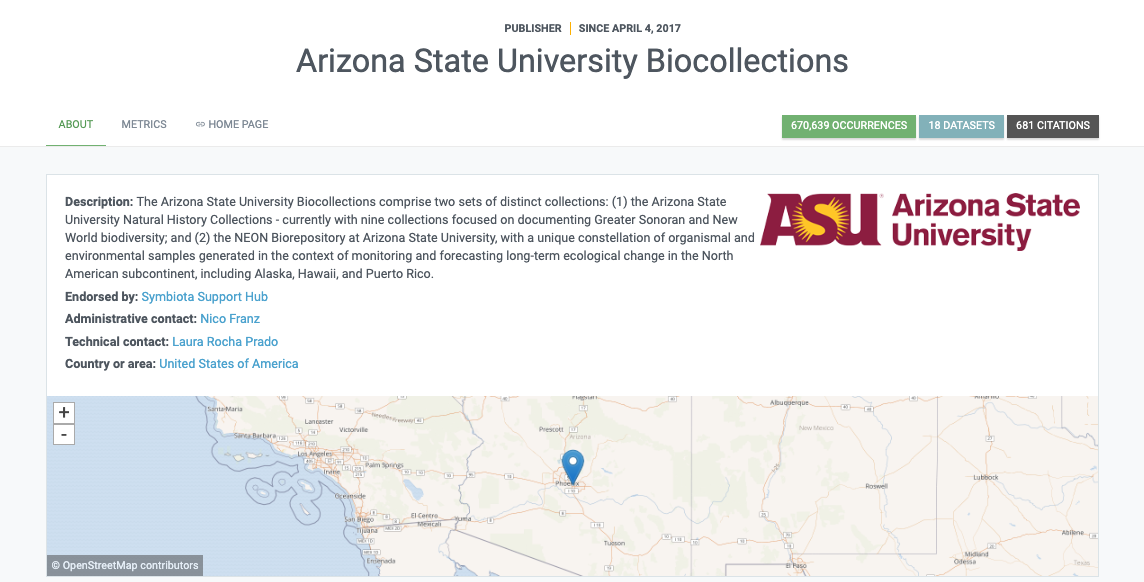 PUBLISHER | SINCE APRIL 4, 2017
Arizona State University Biocollections
ABOUT METRICS HOME PAGE 670,639 OCCURRENCES 18 DATASETS 681 CITATIONS
Description: The Arizona State University Biocollections comprise two sets of distinct collections: (1) the Arizona State
University Natural History Collections - currently with nine collections focused on documenting Greater Sonoran and New
World biodiversity; and (2) the NEON Biorepository at Arizona State University, with a unique constellation of organismal and
environmental samples generated in the context of monitoring and forecasting long-term ecological change in the North
American subcontinent, including Alaska, Hawaii, and Puerto Rico.
ASU Arizona State
University
Endorsed by: Symbiota Support Hub
Administrative contact: Nico Franz
Technical contact: Laura Rocha Prado
Country or area: United States of America
+
-
Santa Maria
Flagstaff
Albuquerque
Amarillo
Lancaster
Victorville
Prescott
Arizona
New Mexico
Santa Barbara
Los Angeles
Irvine
Palm Springs
Phoenix
Roswell
Lubbock
Oceanside
San Diego
Tijuana
El Centro
Mexicali
Yuma
Tucson
Abilene
Ensenada
El Paso
Midland
Odessa
Texas
© OpenStreetMap contributors